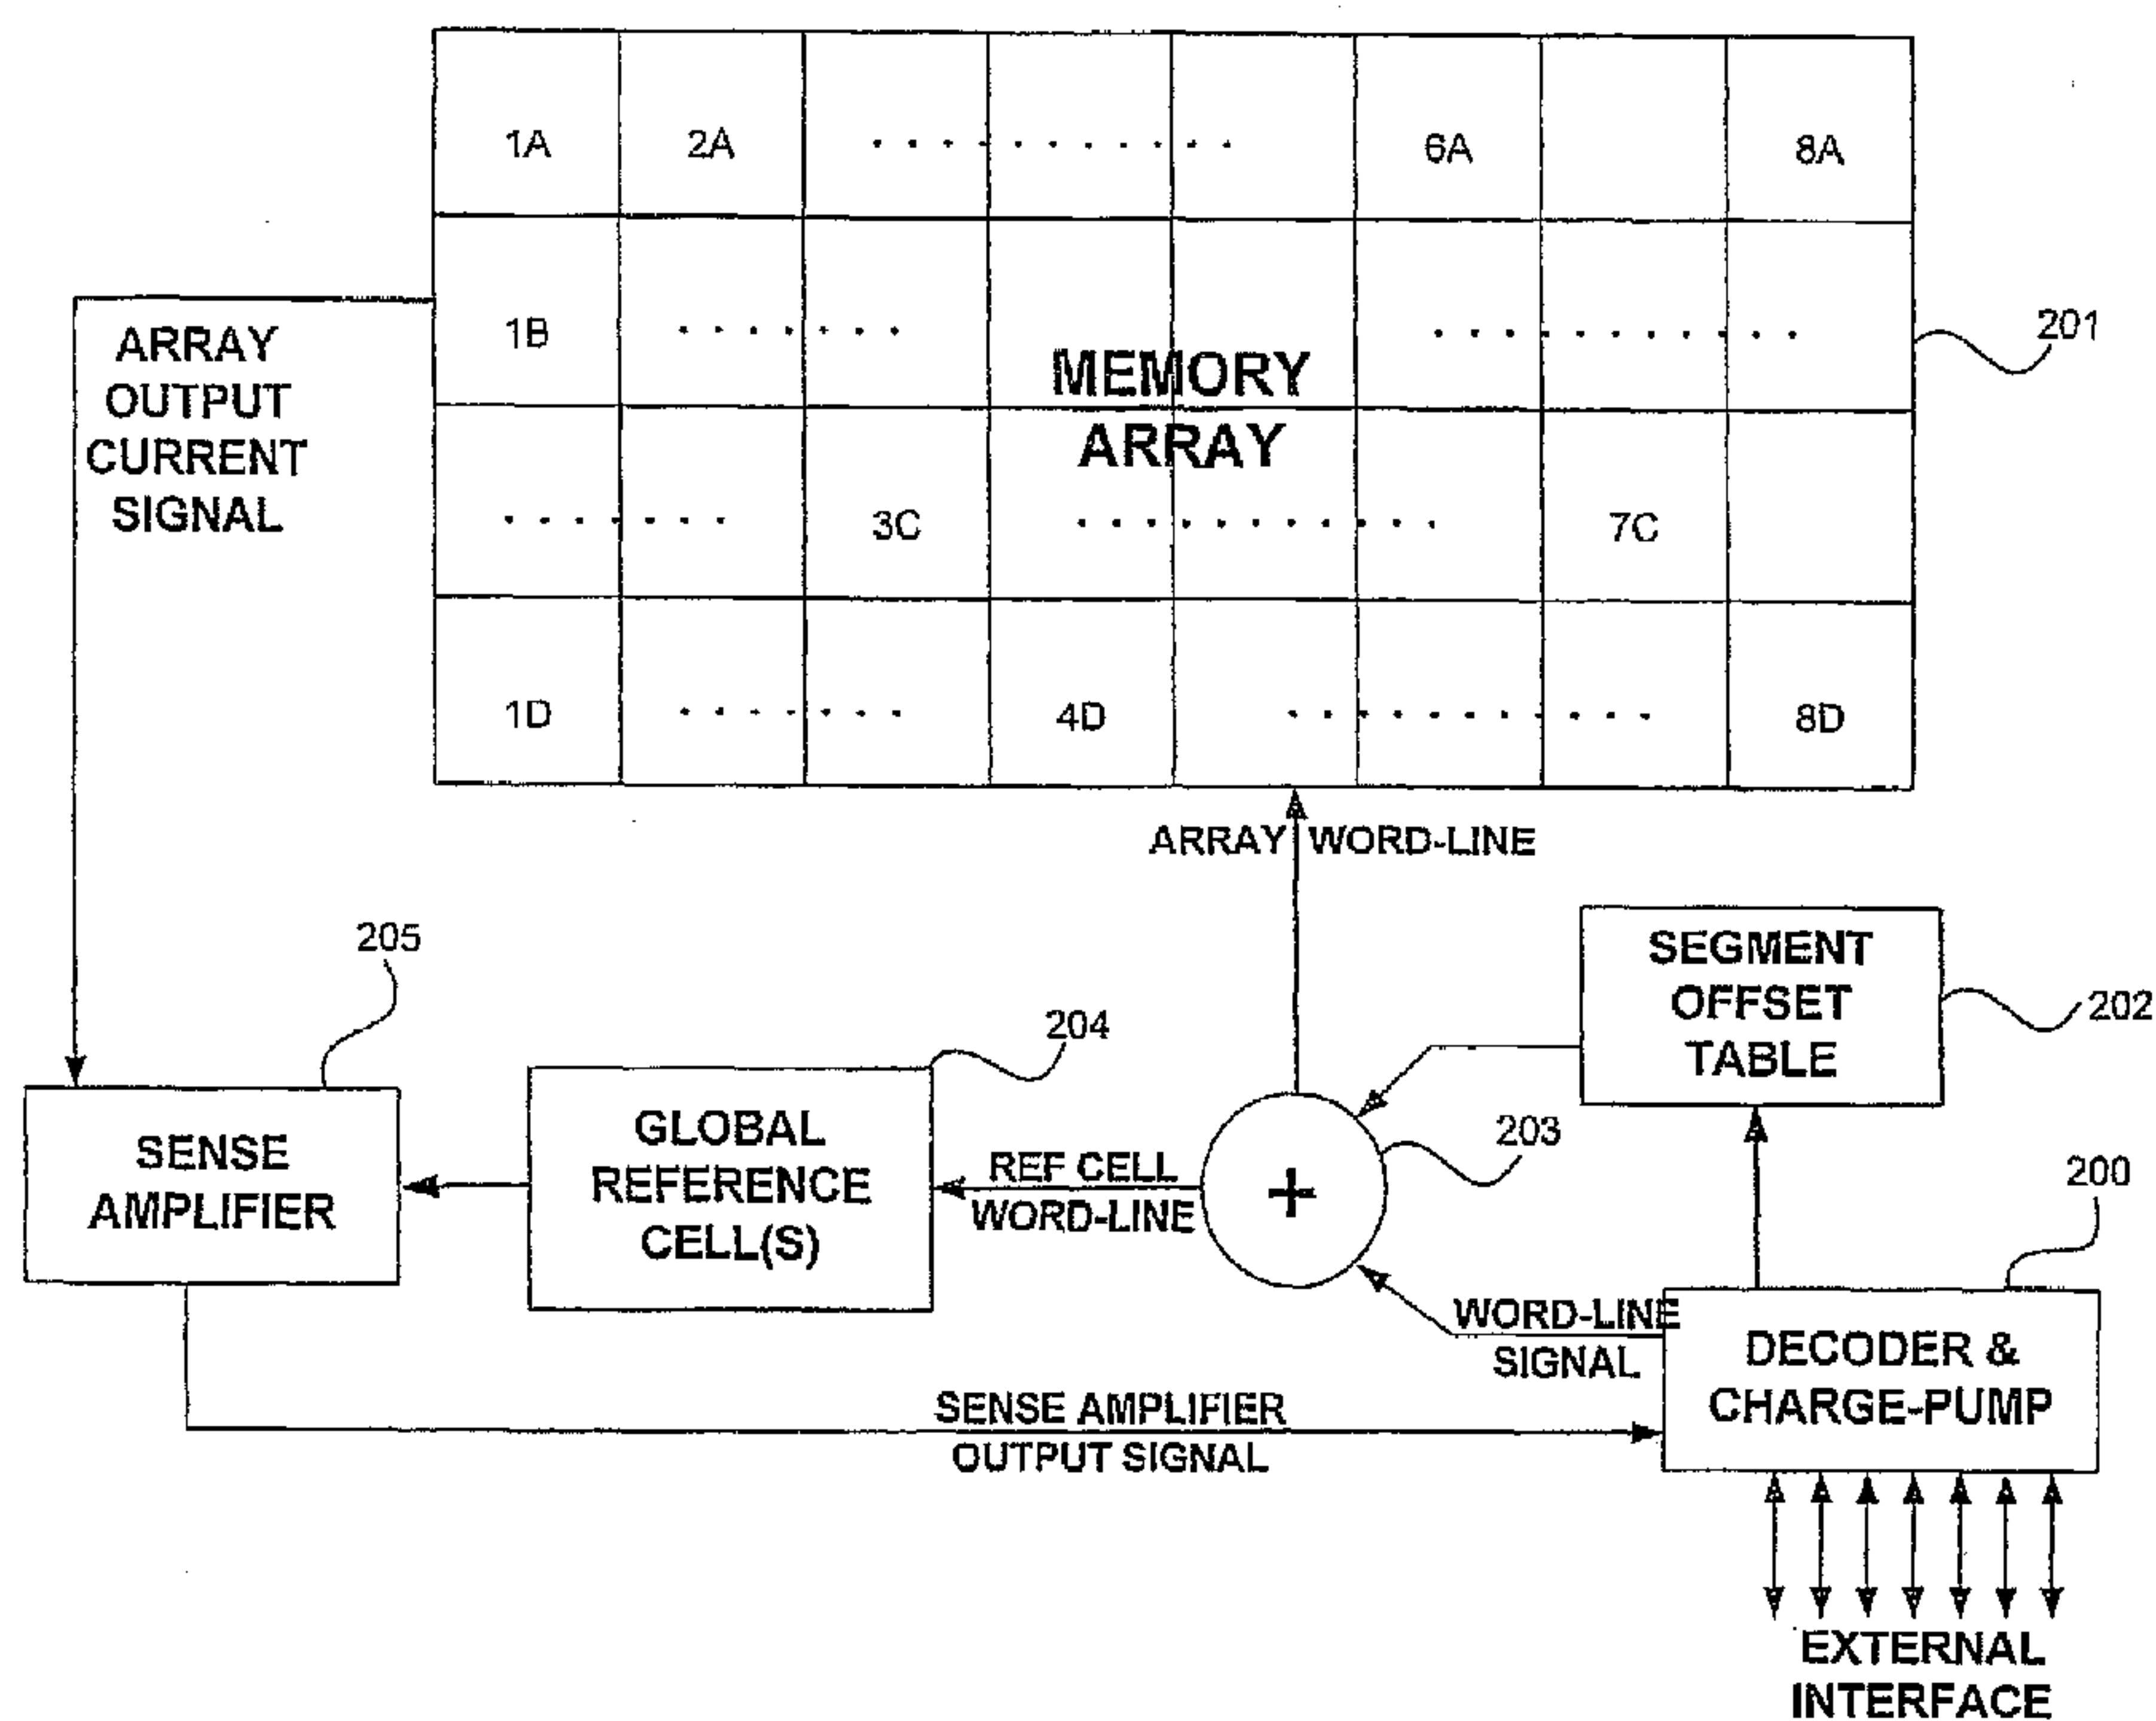 1A 2A . . . . . . . . . . . 6A 8A
1B . . . . . . . . . . . . . . . . . .
MEMORY
ARRAY
. . . . . . . 3C . . . . . . . . . . . 7C
1D . . . . . . . 4D . . . . . . . . . . . 8D
201
ARRAY
OUTPUT
CURRENT
SIGNAL
ARRAY WORD-LINE
SEGMENT
OFFSET
TABLE
202
205
204
203
200
SENSE
AMPLIFIER
GLOBAL
REFERENCE
CELL(S)
REF CELL
WORD-LINE
+
WORD-LINE
SIGNAL
DECODER &
CHARGE-PUMP
SENSE AMPLIFIER
OUTPUT SIGNAL
EXTERNAL
INTERFACE